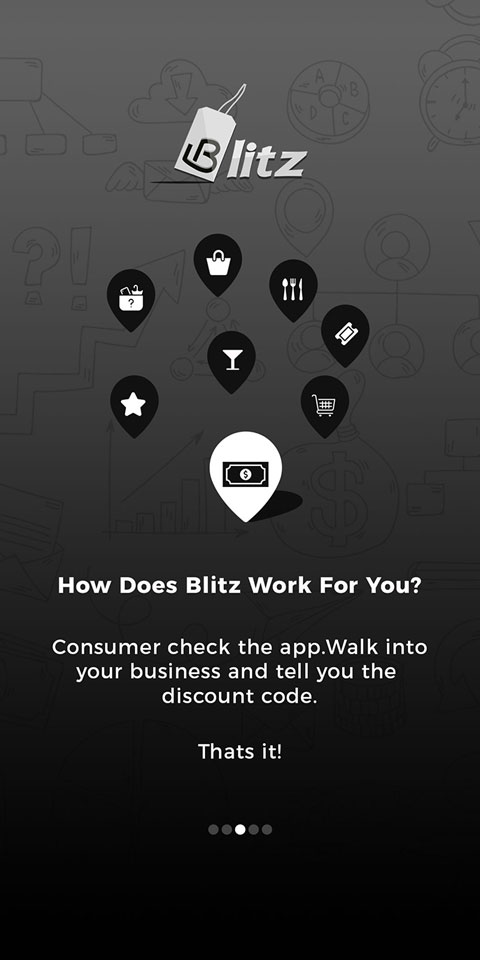 Blitz
A
B
C
D
?!
?
$
$
How Does Blitz Work For You?
Consumer check the app.Walk into
your business and tell you the
discount code.
Thats it!